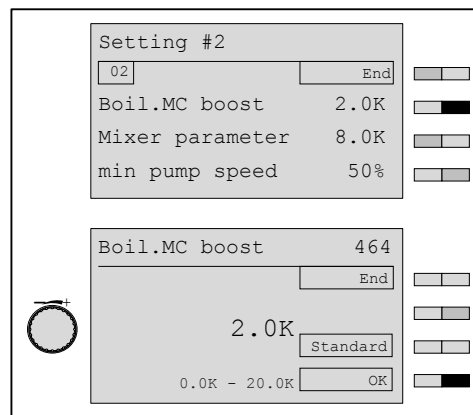 Setting #2
02 End
Boil.MC boost 2.0K
Mixer parameter 8.0K
min pump speed 50%
Boil.MC boost 464
End
2.0K
Standard
0.0K - 20.0K OK
+